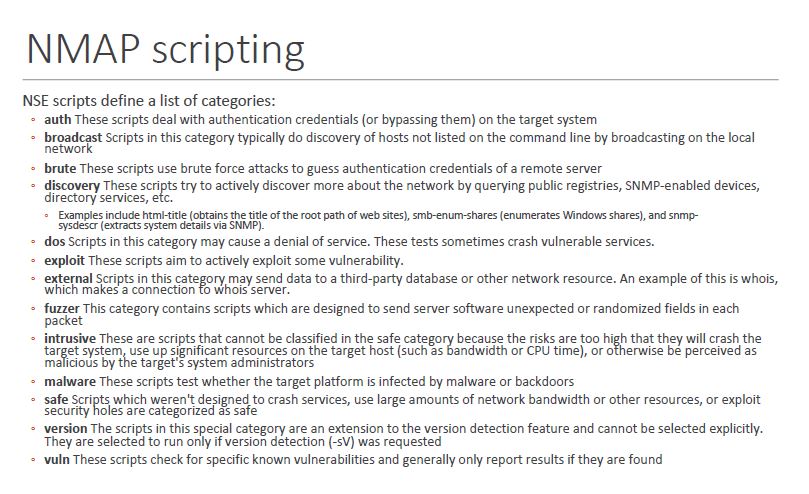 NMAP scripting
NSE scripts define a list of categories:
◦ auth These scripts deal with authentication credentials (or bypassing them) on the target system
◦ broadcast Scripts in this category typically do discovery of hosts not listed on the command line by broadcasting on the local
network
◦ brute These scripts use brute force attacks to guess authentication credentials of a remote server
◦ discovery These scripts try to actively discover more about the network by querying public registries, SNMP-enabled devices,
directory services, etc.
◦ Examples include html-title (obtains the title of the root path of web sites), smb-enum-shares (enumerates Windows shares), and snmp-
sysdescr (extracts system details via SNMP).
◦ dos Scripts in this category may cause a denial of service. These tests sometimes crash vulnerable services.
◦ exploit These scripts aim to actively exploit some vulnerability.
◦ external Scripts in this category may send data to a third-party database or other network resource. An example of this is whois,
which makes a connection to whois server.
◦ fuzzer This category contains scripts which are designed to send server software unexpected or randomized fields in each
packet
◦ intrusive These are scripts that cannot be classified in the safe category because the risks are too high that they will crash the
target system, use up significant resources on the target host (such as bandwidth or CPU time), or otherwise be perceived as
malicious by the target's system administrators
◦ malware These scripts test whether the target platform is infected by malware or backdoors
◦ safe Scripts which weren't designed to crash services, use large amounts of network bandwidth or other resources, or exploit
security holes are categorized as safe
◦ version The scripts in this special category are an extension to the version detection feature and cannot be selected explicitly.
They are selected to run only if version detection (-sV) was requested
◦ vuln These scripts check for specific known vulnerabilities and generally only report results if they are found